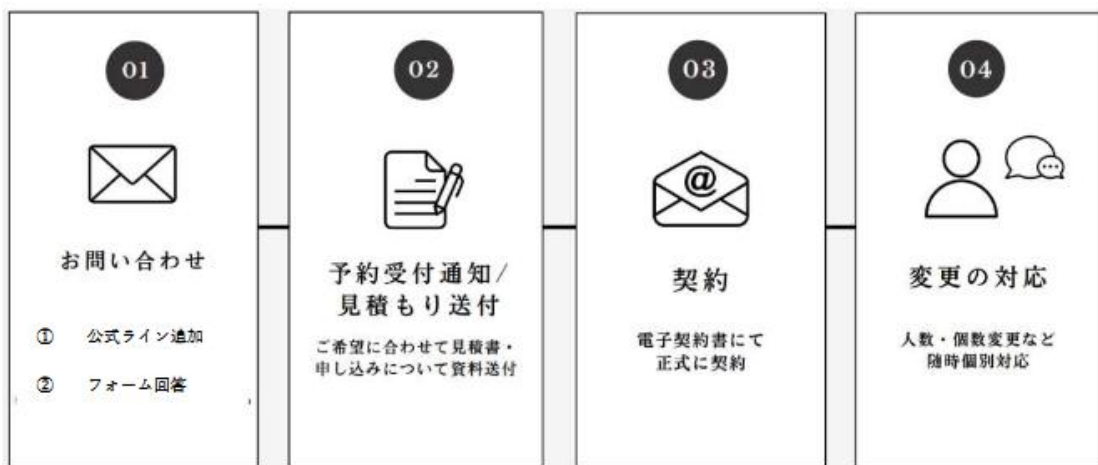 01
お問い合わせ
① 公式ライン追加
② フォーム回答
02
予約受付通知/
見積もり送付
ご希望に合わせて見積書・
申し込みについて資料送付
03
@
契約
電子契約書にて
正式に契約
04
変更の対応
人数・個数変更など
随時個別対応